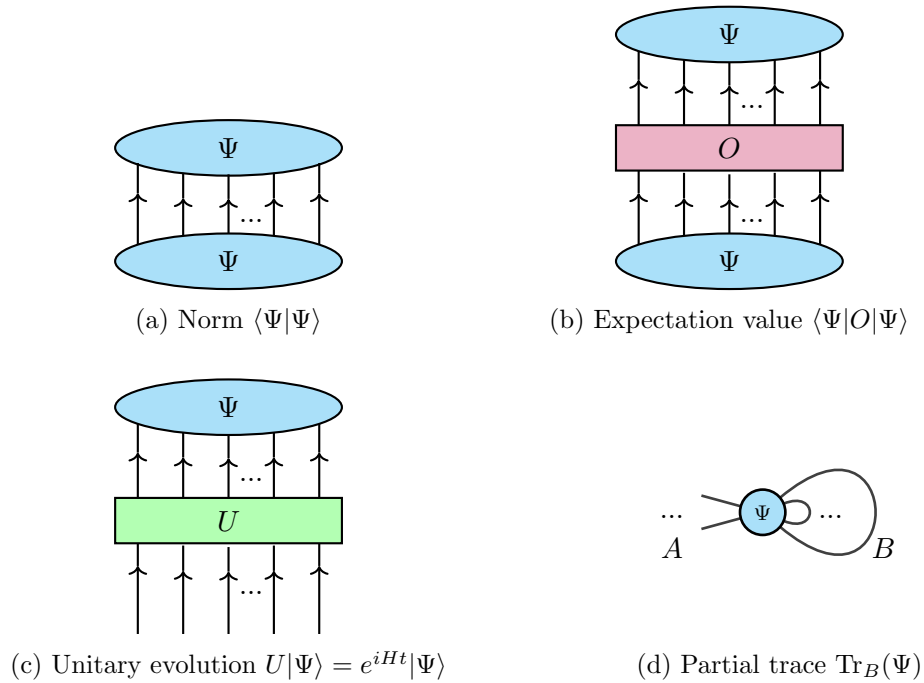 Ψ
...
Ψ
(a) Norm ⟨Ψ|Ψ⟩
Ψ
...
O
...
Ψ
(b) Expectation value ⟨Ψ|O|Ψ⟩
Ψ
...
U
...
(c) Unitary evolution U|Ψ⟩ = e^{iHt}|Ψ⟩
... Ψ ...
A B
(d) Partial trace Tr_B(Ψ)